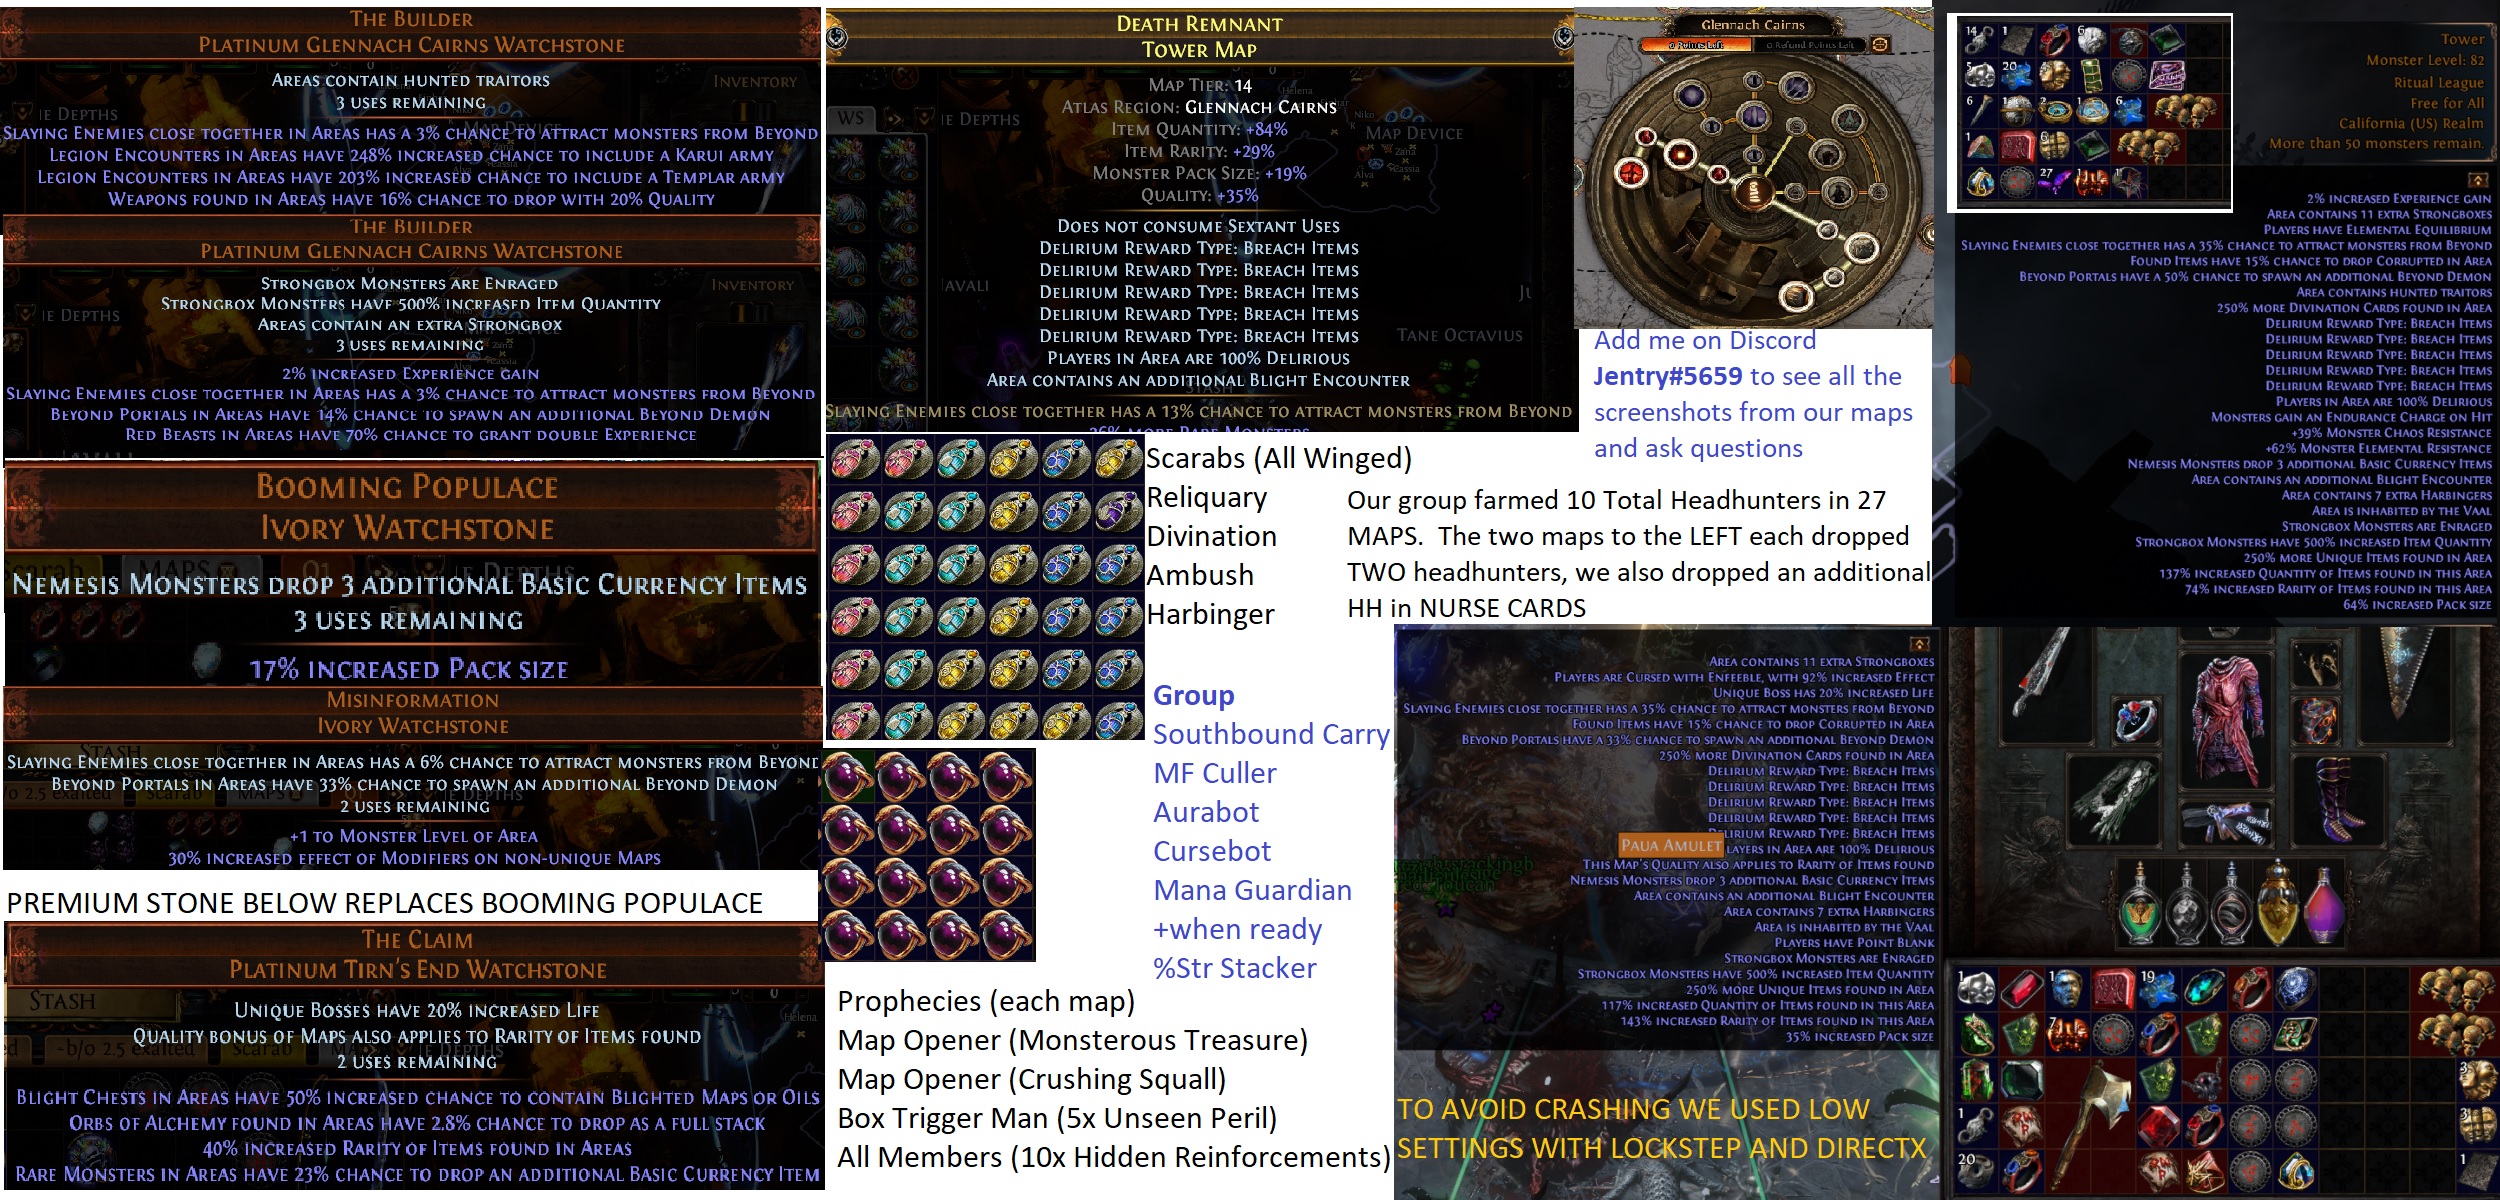 THE BUILDER
PLATINUM GLENNACH CAIRNS WATCHSTONE
AREAS CONTAIN HUNTED TRAITORS
3 USES REMAINING
SLAYING ENEMIES CLOSE TOGETHER IN AREAS HAS A 3% CHANCE TO ATTRACT MONSTERS FROM BEYOND
LEGION ENCOUNTERS IN AREAS HAVE 248% INCREASED CHANCE TO INCLUDE A KARUI ARMY
LEGION ENCOUNTERS IN AREAS HAVE 203% INCREASED CHANCE TO INCLUDE A TEMPLAR ARMY
WEAPONS FOUND IN AREAS HAVE 16% CHANCE TO DROP WITH 20% QUALITY
INVENTORY
IE DEPTHS
THE BUILDER
PLATINUM GLENNACH CAIRNS WATCHSTONE
STRONGBOX MONSTERS ARE ENRAGED
STRONGBOX MONSTERS HAVE 500% INCREASED ITEM QUANTITY
AREAS CONTAIN AN EXTRA STRONGBOX
3 USES REMAINING
2% INCREASED EXPERIENCE GAIN
SLAYING ENEMIES CLOSE TOGETHER IN AREAS HAS A 3% CHANCE TO ATTRACT MONSTERS FROM BEYOND
BEYOND PORTALS IN AREAS HAVE 14% CHANCE TO SPAWN AN ADDITIONAL BEYOND DEMON
RED BEASTS IN AREAS HAVE 70% CHANCE TO GRANT DOUBLE EXPERIENCE
INVENTORY
IE DEPTHS
BOOMING POPULACE
IVORY WATCHSTONE
NEMESIS MONSTERS DROP 3 ADDITIONAL BASIC CURRENCY ITEMS
3 USES REMAINING
17% INCREASED PACK SIZE
MISINFORMATION
IVORY WATCHSTONE
STASH
SLAYING ENEMIES CLOSE TOGETHER IN AREAS HAS A 6% CHANCE TO ATTRACT MONSTERS FROM BEYOND
BEYOND PORTALS IN AREAS HAVE 33% CHANCE TO SPAWN AN ADDITIONAL BEYOND DEMON
2 USES REMAINING
+1 TO MONSTER LEVEL OF AREA
30% INCREASED EFFECT OF MODIFIERS ON NON-UNIQUE MAPS
PREMIUM STONE BELOW REPLACES BOOMING POPULACE
THE CLAIM
PLATINUM TIRN'S END WATCHSTONE
STASH
Helena
UNIQUE BOSSES HAVE 20% INCREASED LIFE
QUALITY BONUS OF MAPS ALSO APPLIES TO RARITY OF ITEMS FOUND
~b/o 2.5 exalted
2 USES REMAINING
BLIGHT CHESTS IN AREAS HAVE 50% INCREASED CHANCE TO CONTAIN BLIGHTED MAPS OR OILS
ORBS OF ALCHEMY FOUND IN AREAS HAVE 2.8% CHANCE TO DROP AS A FULL STACK
40% INCREASED RARITY OF ITEMS FOUND IN AREAS
RARE MONSTERS IN AREAS HAVE 23% CHANCE TO DROP AN ADDITIONAL BASIC CURRENCY ITEM
DEATH REMNANT
TOWER MAP
MAP TIER: 14
ATLAS REGION: GLENNACH CAIRNS
ITEM QUANTITY: +84%
ITEM RARITY: +29%
MONSTER PACK SIZE: +19%
QUALITY: +35%
WS
IE DEPTHS
MAP DEVICE
DOES NOT CONSUME SEXTANT USES
DELIRIUM REWARD TYPE: BREACH ITEMS
DELIRIUM REWARD TYPE: BREACH ITEMS
DELIRIUM REWARD TYPE: BREACH ITEMS
DELIRIUM REWARD TYPE: BREACH ITEMS
DELIRIUM REWARD TYPE: BREACH ITEMS
TANE OCTAVIUS
PLAYERS IN AREA ARE 100% DELIRIOUS
AREA CONTAINS AN ADDITIONAL BLIGHT ENCOUNTER
SLAYING ENEMIES CLOSE TOGETHER HAS A 13% CHANCE TO ATTRACT MONSTERS FROM BEYOND
26% MORE RARE MONSTERS
Glennach Cairns
0 Points Left
0 Refund Points Left
Add me on Discord
Jentry#5659 to see all the
screenshots from our maps
and ask questions
Scarabs (All Winged)
Reliquary
Divination
Ambush
Harbinger
Our group farmed 10 Total Headhunters in 27
MAPS. The two maps to the LEFT each dropped
TWO headhunters, we also dropped an additional
HH in NURSE CARDS
Group
Southbound Carry
MF Culler
Aurabot
Cursebot
Mana Guardian
+when ready
%Str Stacker
Prophecies (each map)
Map Opener (Monsterous Treasure)
Map Opener (Crushing Squall)
Box Trigger Man (5x Unseen Peril)
All Members (10x Hidden Reinforcements)
Tower
Monster Level: 82
Ritual League
Free for All
California (US) Realm
More than 50 monsters remain.
2% INCREASED EXPERIENCE GAIN
AREA CONTAINS 11 EXTRA STRONGBOXES
PLAYERS HAVE ELEMENTAL EQUILIBRIUM
SLAYING ENEMIES CLOSE TOGETHER HAS A 35% CHANCE TO ATTRACT MONSTERS FROM BEYOND
FOUND ITEMS HAVE 15% CHANCE TO DROP CORRUPTED IN AREA
BEYOND PORTALS HAVE A 50% CHANCE TO SPAWN AN ADDITIONAL BEYOND DEMON
AREA CONTAINS HUNTED TRAITORS
250% MORE DIVINATION CARDS FOUND IN AREA
DELIRIUM REWARD TYPE: BREACH ITEMS
DELIRIUM REWARD TYPE: BREACH ITEMS
DELIRIUM REWARD TYPE: BREACH ITEMS
DELIRIUM REWARD TYPE: BREACH ITEMS
DELIRIUM REWARD TYPE: BREACH ITEMS
PLAYERS IN AREA ARE 100% DELIRIOUS
MONSTERS GAIN AN ENDURANCE CHARGE ON HIT
+39% MONSTER CHAOS RESISTANCE
+62% MONSTER ELEMENTAL RESISTANCE
NEMESIS MONSTERS DROP 3 ADDITIONAL BASIC CURRENCY ITEMS
AREA CONTAINS AN ADDITIONAL BLIGHT ENCOUNTER
AREA CONTAINS 7 EXTRA HARBINGERS
AREA IS INHABITED BY THE VAAL
STRONGBOX MONSTERS ARE ENRAGED
STRONGBOX MONSTERS HAVE 500% INCREASED ITEM QUANTITY
250% MORE UNIQUE ITEMS FOUND IN AREA
137% INCREASED QUANTITY OF ITEMS FOUND IN THIS AREA
74% INCREASED RARITY OF ITEMS FOUND IN THIS AREA
64% INCREASED PACK SIZE
AREA CONTAINS 11 EXTRA STRONGBOXES
PLAYERS ARE CURSED WITH ENFEEBLE, WITH 92% INCREASED EFFECT
UNIQUE BOSS HAS 20% INCREASED LIFE
SLAYING ENEMIES CLOSE TOGETHER HAS A 35% CHANCE TO ATTRACT MONSTERS FROM BEYOND
FOUND ITEMS HAVE 15% CHANCE TO DROP CORRUPTED IN AREA
BEYOND PORTALS HAVE A 33% CHANCE TO SPAWN AN ADDITIONAL BEYOND DEMON
250% MORE DIVINATION CARDS FOUND IN AREA
DELIRIUM REWARD TYPE: BREACH ITEMS
DELIRIUM REWARD TYPE: BREACH ITEMS
DELIRIUM REWARD TYPE: BREACH ITEMS
DELIRIUM REWARD TYPE: BREACH ITEMS
DELIRIUM REWARD TYPE: BREACH ITEMS
PAUA AMULET
LAYERS IN AREA ARE 100% DELIRIOUS
THIS MAP'S QUALITY ALSO APPLIES TO RARITY OF ITEMS FOUND
NEMESIS MONSTERS DROP 3 ADDITIONAL BASIC CURRENCY ITEMS
AREA CONTAINS AN ADDITIONAL BLIGHT ENCOUNTER
AREA CONTAINS 7 EXTRA HARBINGERS
AREA IS INHABITED BY THE VAAL
PLAYERS HAVE POINT BLANK
STRONGBOX MONSTERS ARE ENRAGED
STRONGBOX MONSTERS HAVE 500% INCREASED ITEM QUANTITY
250% MORE UNIQUE ITEMS FOUND IN AREA
117% INCREASED QUANTITY OF ITEMS FOUND IN THIS AREA
143% INCREASED RARITY OF ITEMS FOUND IN THIS AREA
35% INCREASED PACK SIZE
TO AVOID CRASHING WE USED LOW
SETTINGS WITH LOCKSTEP AND DIRECTX